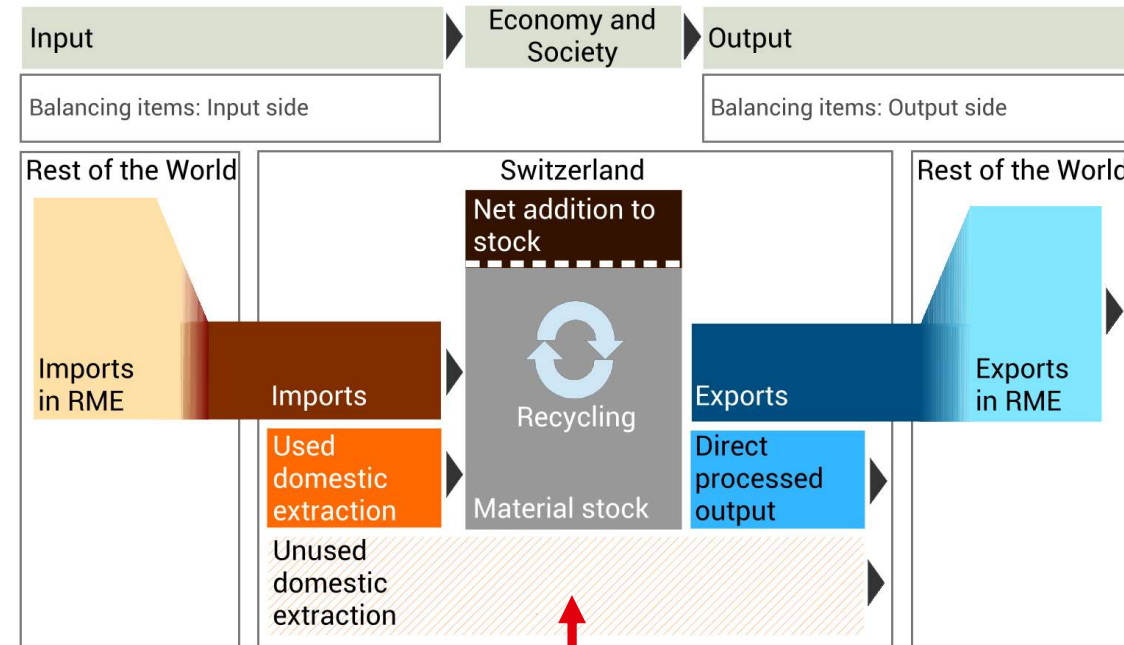 Input
Economy and
Society
Output
Balancing items: Input side
Balancing items: Output side
Rest of the World
Switzerland
Rest of the World
Net addition to
stock
Imports
in RME
Imports
Recycling
Exports
Exports
in RME
Used
domestic
extraction
Material stock
Direct
processed
output
Unused
domestic
extraction